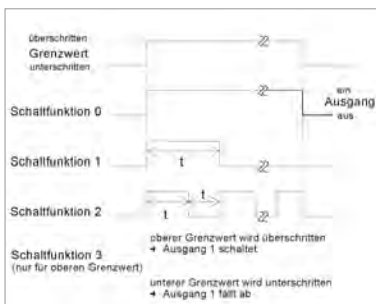 überschritten
Grenzwert
unterschritten
Schaltfunktion 0
ein
Ausgang
aus
Schaltfunktion 1
t
Schaltfunktion 2
t
t
Schaltfunktion 3
(nur für oberen Grenzwert)
oberer Grenzwert wird überschritten
➔ Ausgang 1 schaltet
unterer Grenzwert wird unterschritten
➔ Ausgang 1 fällt ab